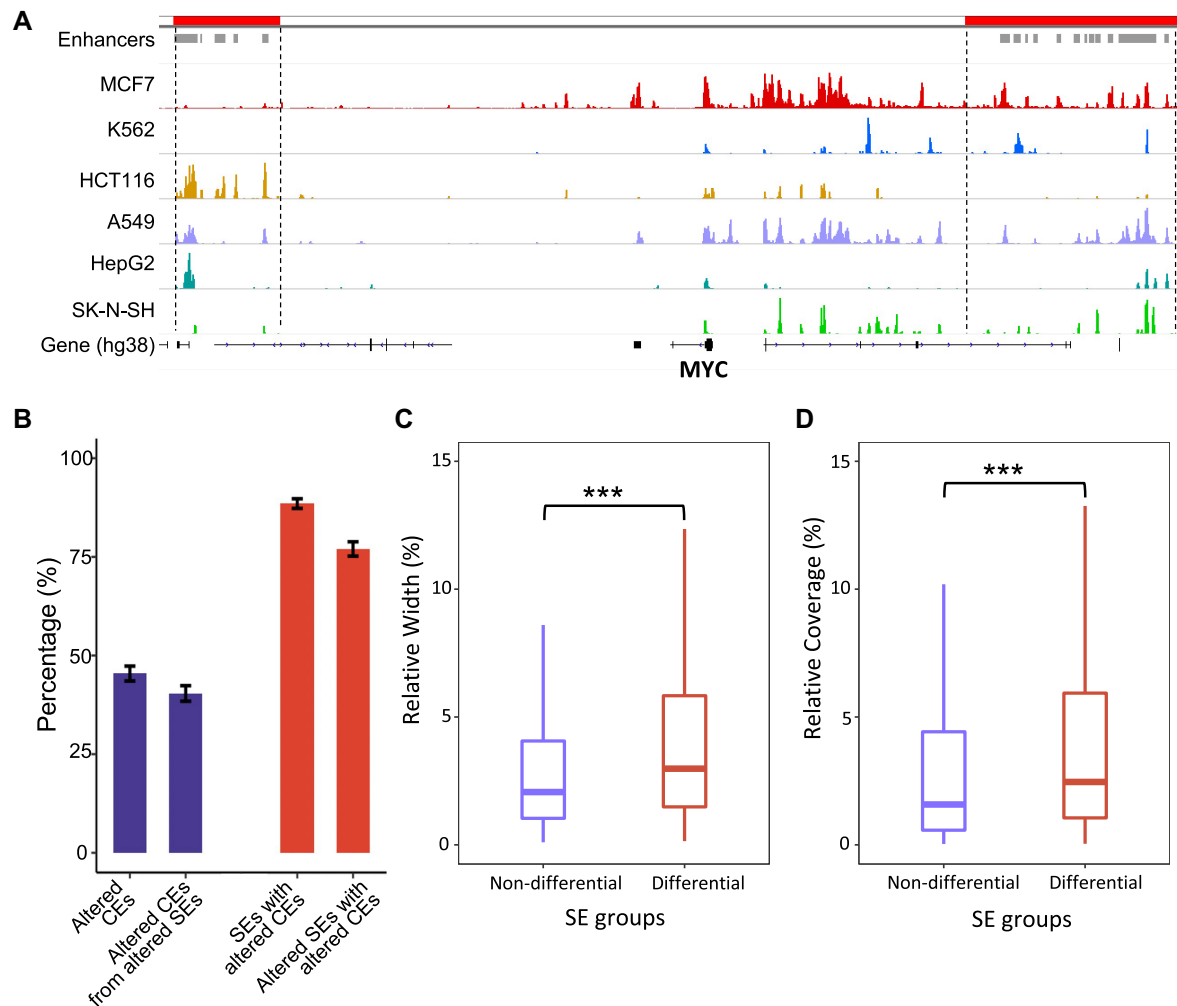 A
Enhancers
MCF7
K562
HCT116
A549
HepG2
SK-N-SH
Gene (hg38)
MYC
B
Percentage (%)
100
75
50
25
0
Altered
CEs
Altered CEs
from altered SEs
SEs with
altered CEs
Altered SEs with
altered CEs
C
Relative Width (%)
15
10
5
0
***
Non-differential
Differential
SE groups
D
Relative Coverage (%)
15
10
5
0
***
Non-differential
Differential
SE groups